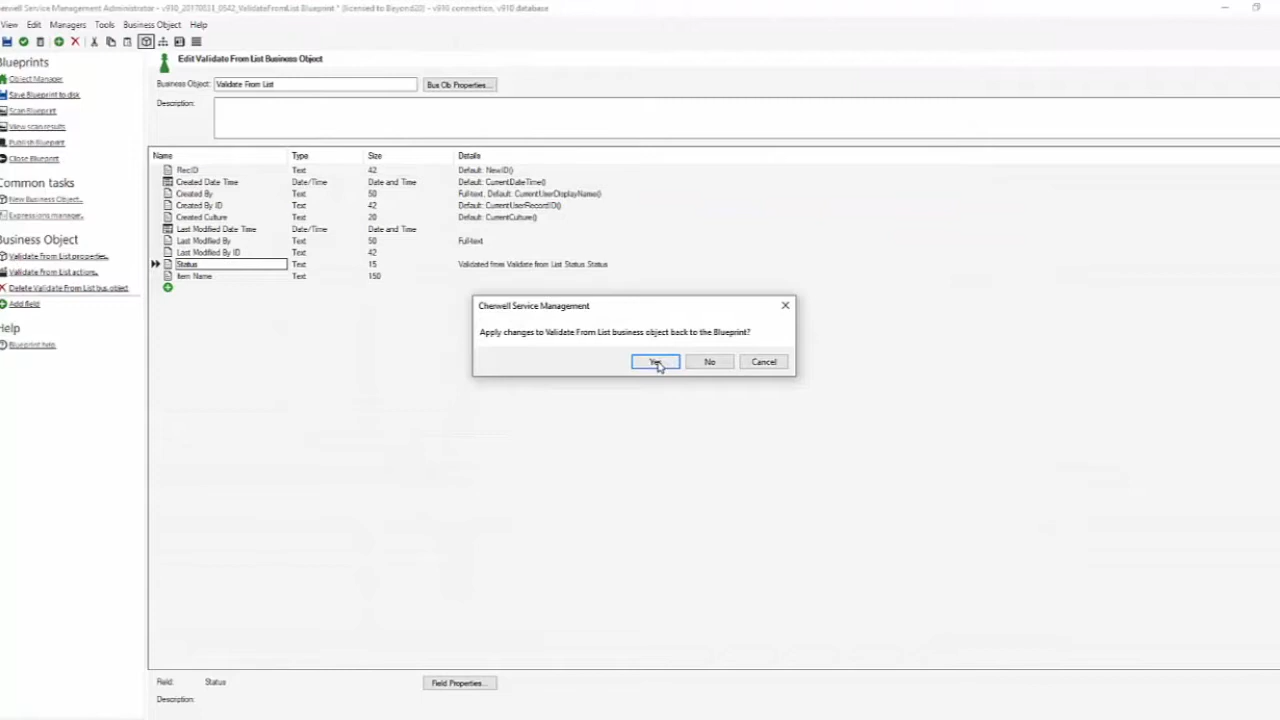 erwell Service Management Administrator - v910_20170031_0542_ValidateFromList Blueprint * (licensed to Beyond20) - v910 connection, v910 database
View Edit Managers Tools Business Object Help
Blueprints
Object Manager
Save Blueprint to disk
Scan Blueprint
View scan results
Publish Blueprint
Close Blueprint
Common tasks
New Business Object...
Expressions manager...
Business Object
Validate From List properties...
Validate From List actions...
Delete Validate From List bus object
Add field
Help
Blueprint help
Edit Validate From List Business Object
Business Object: Validate From List Bus Ob Properties...
Description:
Name Type Size Details
RecID Text 42 Default: NewID()
Created Date Time Date/Time Date and Time Default: CurrentDateTime()
Created By Text 50 Full-text, Default: CurrentUserDisplayName()
Created By ID Text 42 Default: CurrentUserRecordID()
Created Culture Text 20 Default: CurrentCulture()
Last Modified Date Time Date/Time Date and Time
Last Modified By Text 50 Full-text
Last Modified By ID Text 42
Status Text 15 Validated from Validate from List Status Status
Item Name Text 150
Cherwell Service Management
Apply changes to Validate From List business object back to the Blueprint?
Yes No Cancel
Field: Status Field Properties...
Description: